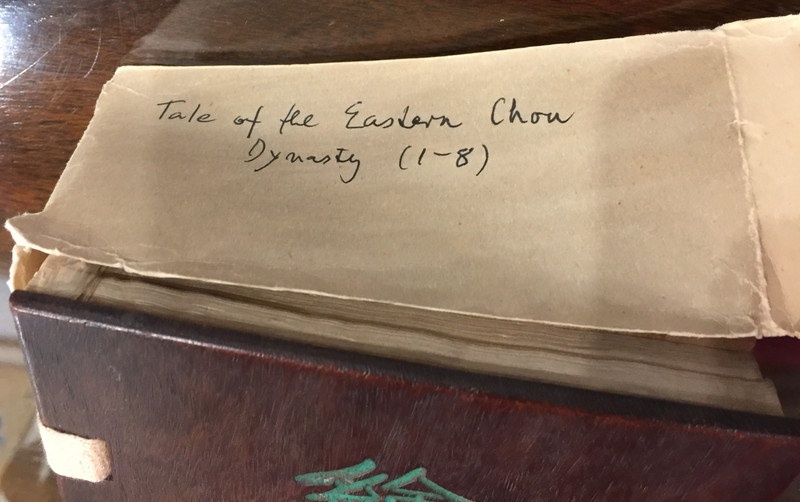 Tale of the Eastern Chou
Dynasty (1-8)